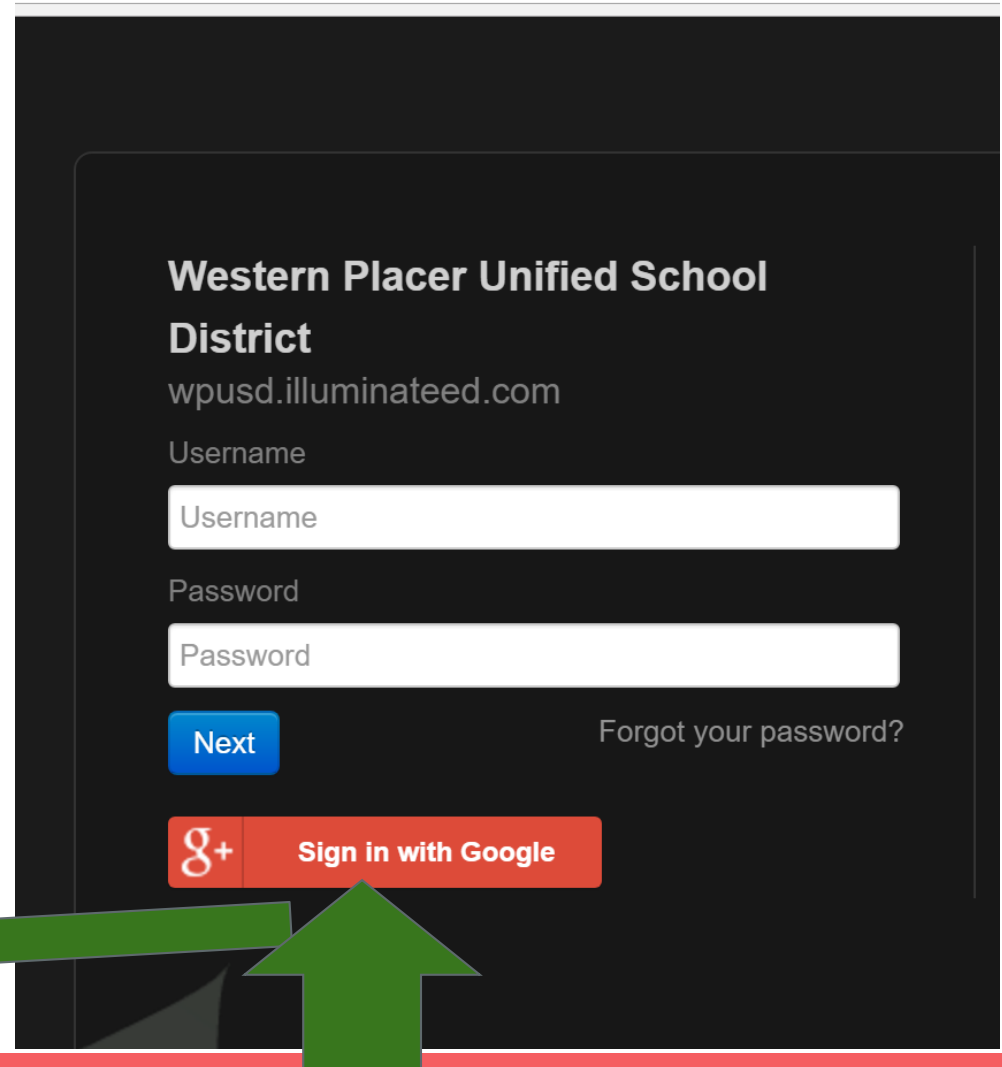 Western Placer Unified School
District
wpusd.illuminateed.com
Username
Username
Password
Password
Next
Forgot your password?
g+ Sign in with Google